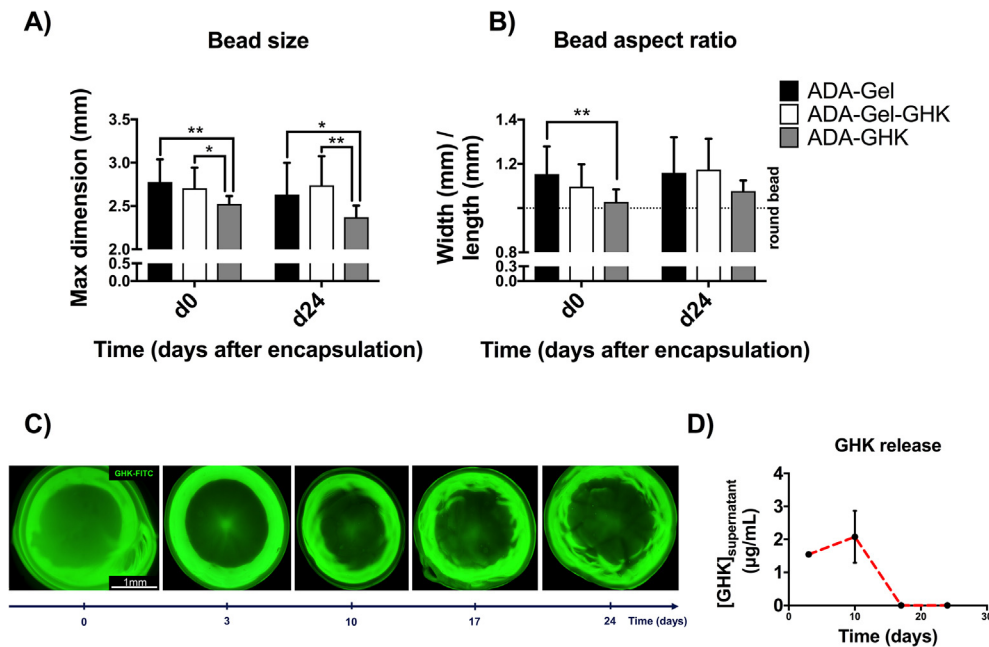 A)
Bead size
Max dimension (mm)
3.5
3.0
2.5
2.0
0.5
0.0
**
*
*
**
d0
d24
Time (days after encapsulation)
B)
Bead aspect ratio
Width (mm) /
length (mm)
1.4
1.2
0.8
0.3
0.0
**
round bead
d0
d24
Time (days after encapsulation)
ADA-Gel
ADA-Gel-GHK
ADA-GHK
C)
GHK-FITC
1mm
0
3
10
17
24
Time (days)
D)
GHK release
[GHK]supernatant
(µg/mL)
4
3
2
1
0
0
10
20
30
Time (days)